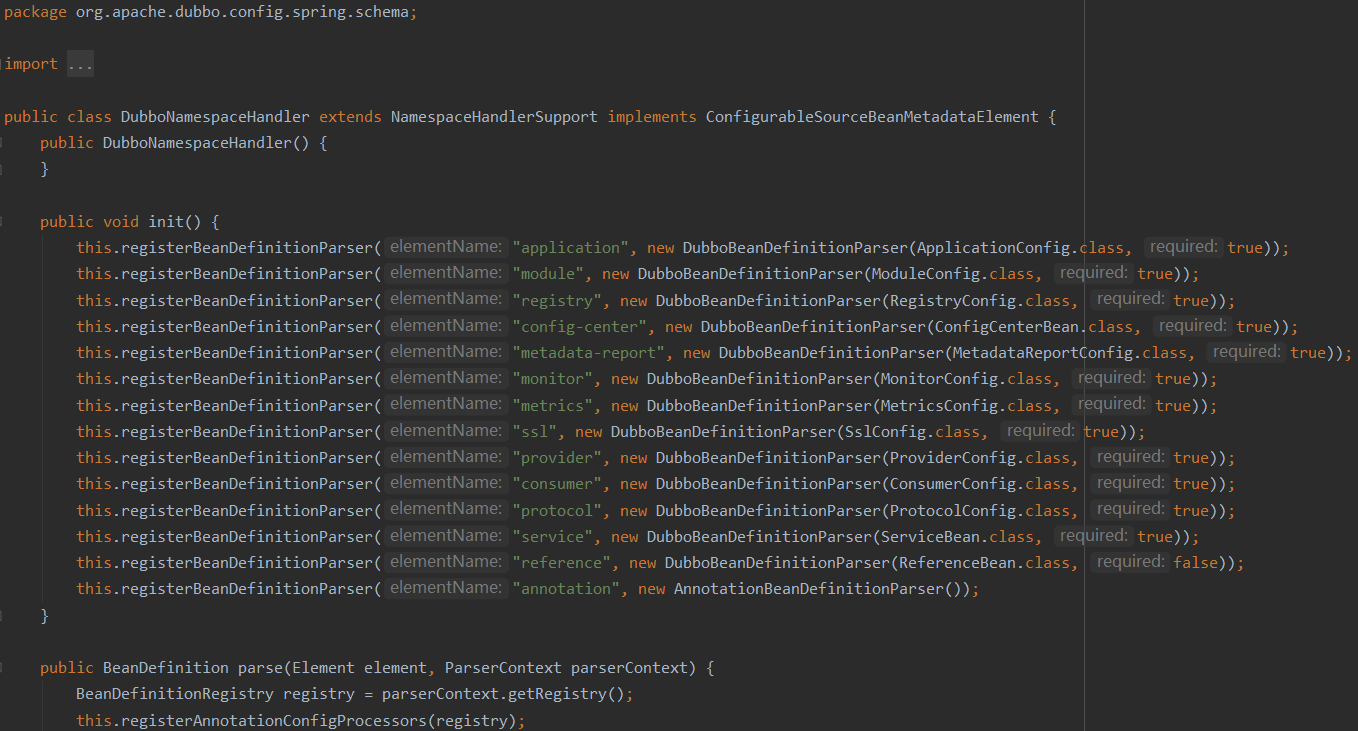 package org.apache.dubbo.config.spring.schema;
import ...
public class DubboNamespaceHandler extends NamespaceHandlerSupport implements ConfigurableSourceBeanMetadataElement {
public DubboNamespaceHandler() {
}
public void init() {
this.registerBeanDefinitionParser( elementName: "application", new DubboBeanDefinitionParser(ApplicationConfig.class, required: true));
this.registerBeanDefinitionParser( elementName: "module", new DubboBeanDefinitionParser(ModuleConfig.class, required: true));
this.registerBeanDefinitionParser( elementName: "registry", new DubboBeanDefinitionParser(RegistryConfig.class, required: true));
this.registerBeanDefinitionParser( elementName: "config-center", new DubboBeanDefinitionParser(ConfigCenterBean.class, required: true));
this.registerBeanDefinitionParser( elementName: "metadata-report", new DubboBeanDefinitionParser(MetadataReportConfig.class, required: true));
this.registerBeanDefinitionParser( elementName: "monitor", new DubboBeanDefinitionParser(MonitorConfig.class, required: true));
this.registerBeanDefinitionParser( elementName: "metrics", new DubboBeanDefinitionParser(MetricsConfig.class, required: true));
this.registerBeanDefinitionParser( elementName: "ssl", new DubboBeanDefinitionParser(SslConfig.class, required: true));
this.registerBeanDefinitionParser( elementName: "provider", new DubboBeanDefinitionParser(ProviderConfig.class, required: true));
this.registerBeanDefinitionParser( elementName: "consumer", new DubboBeanDefinitionParser(ConsumerConfig.class, required: true));
this.registerBeanDefinitionParser( elementName: "protocol", new DubboBeanDefinitionParser(ProtocolConfig.class, required: true));
this.registerBeanDefinitionParser( elementName: "service", new DubboBeanDefinitionParser(ServiceBean.class, required: true));
this.registerBeanDefinitionParser( elementName: "reference", new DubboBeanDefinitionParser(ReferenceBean.class, required: false));
this.registerBeanDefinitionParser( elementName: "annotation", new AnnotationBeanDefinitionParser());
}
public BeanDefinition parse(Element element, ParserContext parserContext) {
BeanDefinitionRegistry registry = parserContext.getRegistry();
this.registerAnnotationConfigProcessors(registry);